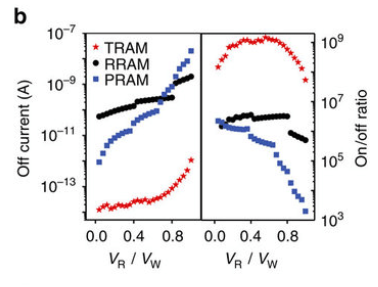 b
Off current (A)
10⁻⁷
10⁻⁹
10⁻¹¹
10⁻¹³
TRAM
RRAM
PRAM
0.0 0.4 0.8
V_R / V_W
0.0 0.4 0.8
V_R / V_W
10⁹
10⁷
10⁵
10³
On/off ratio